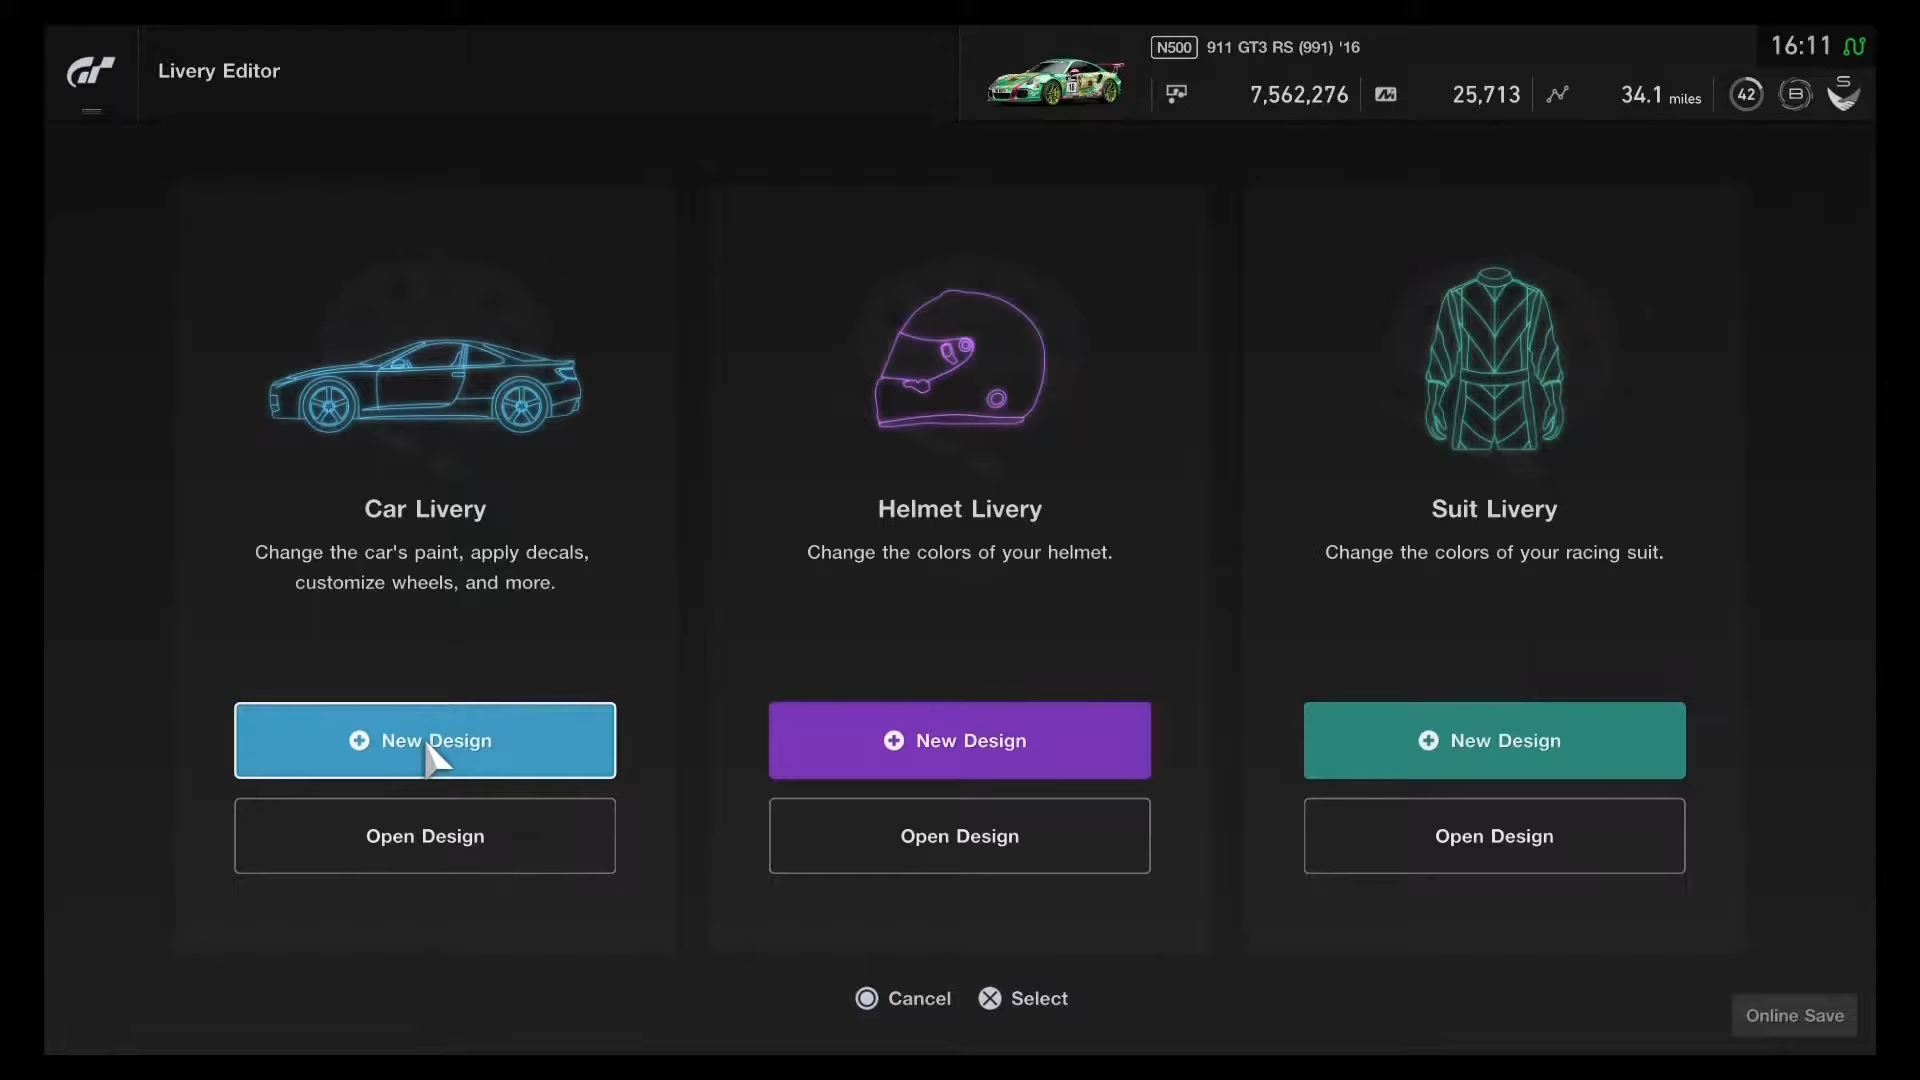 Livery Editor
N500 911 GT3 RS (991) '16
16:11
7,562,276
25,713
34.1 miles
42
B
S
Car Livery
Change the car's paint, apply decals,
customize wheels, and more.
New Design
Open Design
Helmet Livery
Change the colors of your helmet.
New Design
Open Design
Suit Livery
Change the colors of your racing suit.
New Design
Open Design
Cancel
Select
Online Save